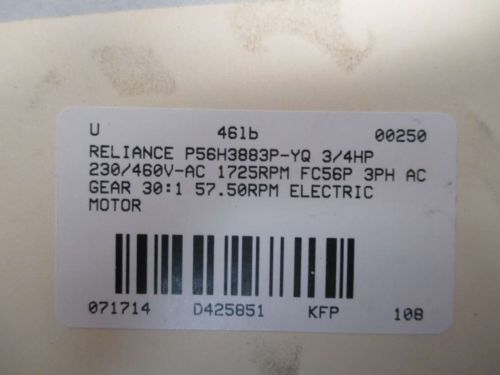 U 46lb 00250
RELIANCE P56H3883P-YQ 3/4HP
230/460V-AC 1725RPM FC56P 3PH AC
GEAR 30:1 57.50RPM ELECTRIC
MOTOR
071714 D425851 KFP 108